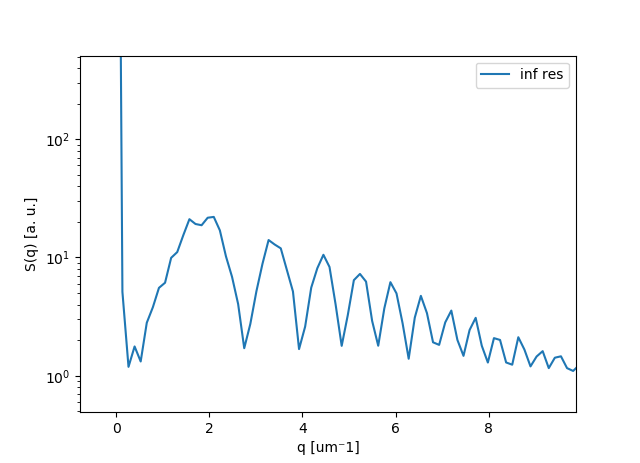 inf res
S(q) [a. u.]
10²
10¹
10⁰
0 2 4 6 8
q [um⁻1]